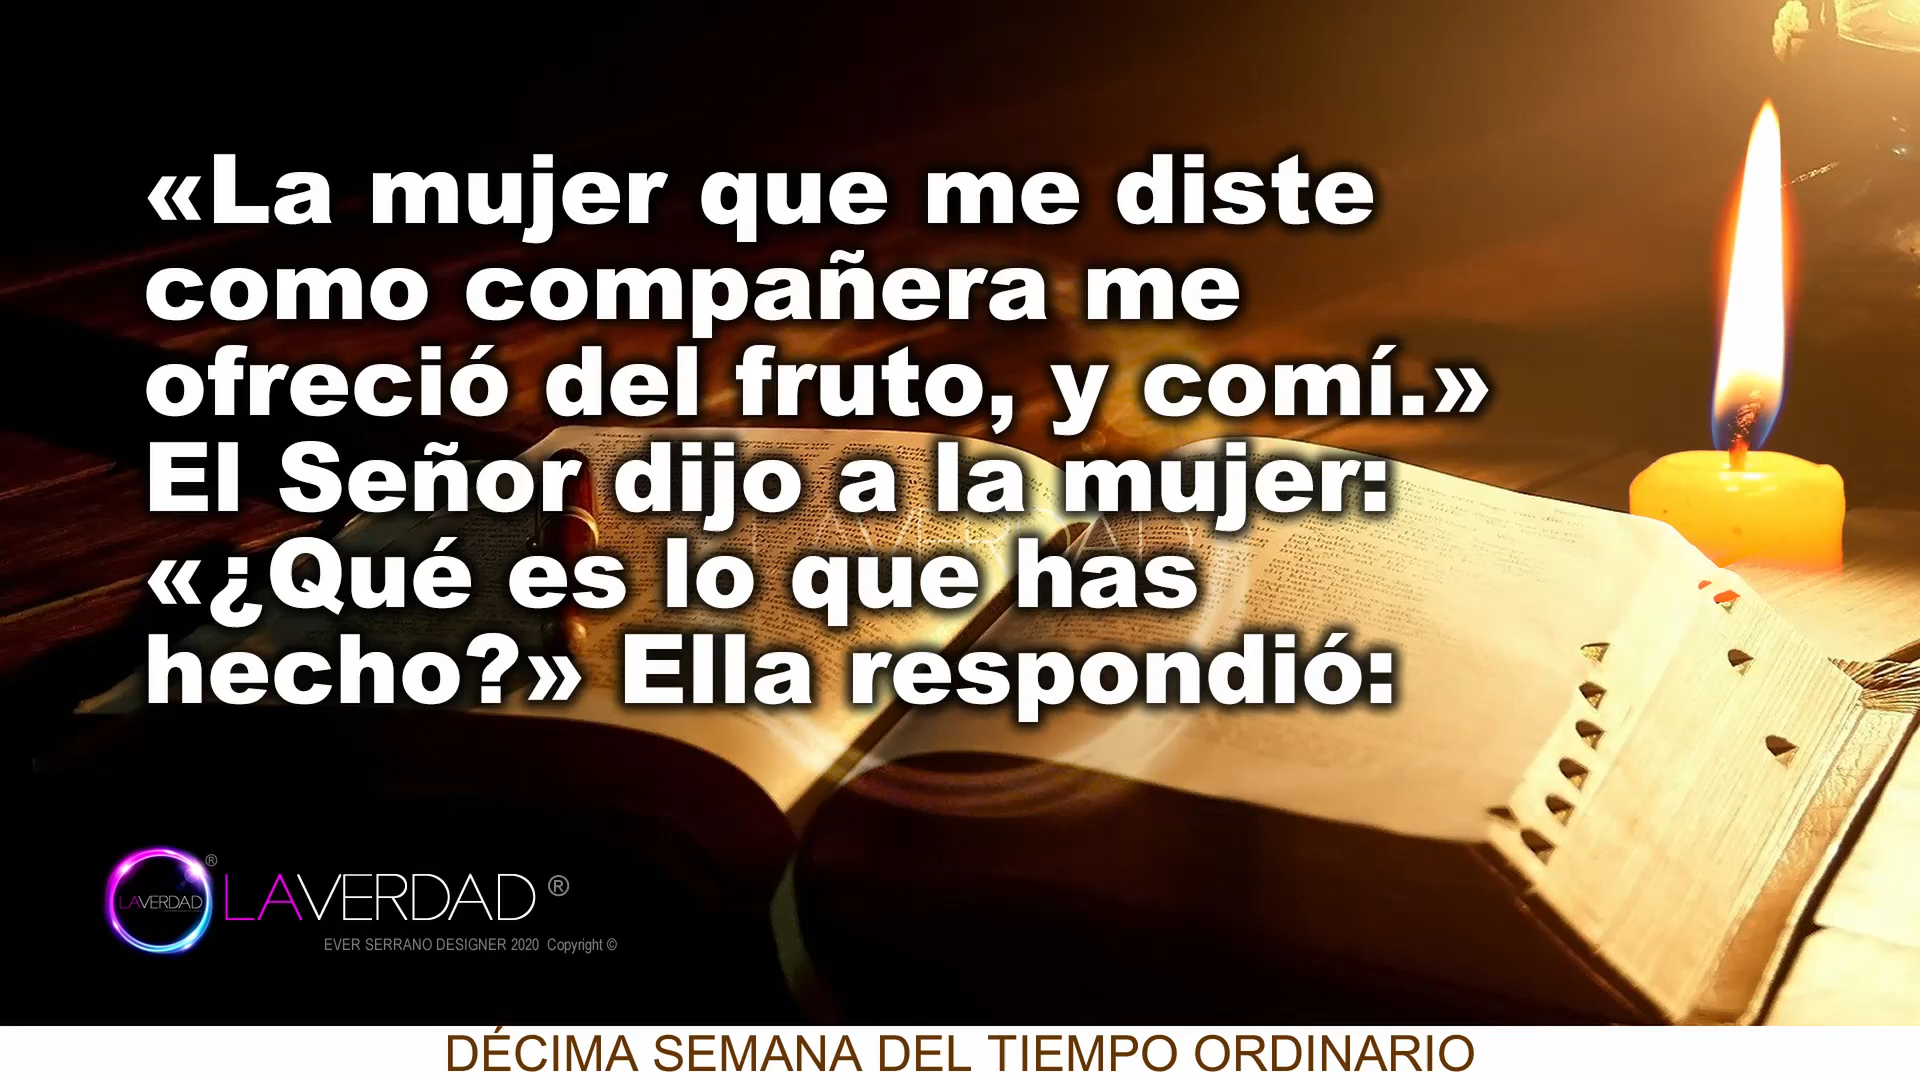 «La mujer que me diste
como compañera me
ofreció del fruto, y comí.»
El Señor dijo a la mujer:
«¿Qué es lo que has
hecho?» Ella respondió:
LAVERDAD ®
LAVERDAD ®
EVER SERRANO DESIGNER 2020 Copyright ©
DÉCIMA SEMANA DEL TIEMPO ORDINARIO